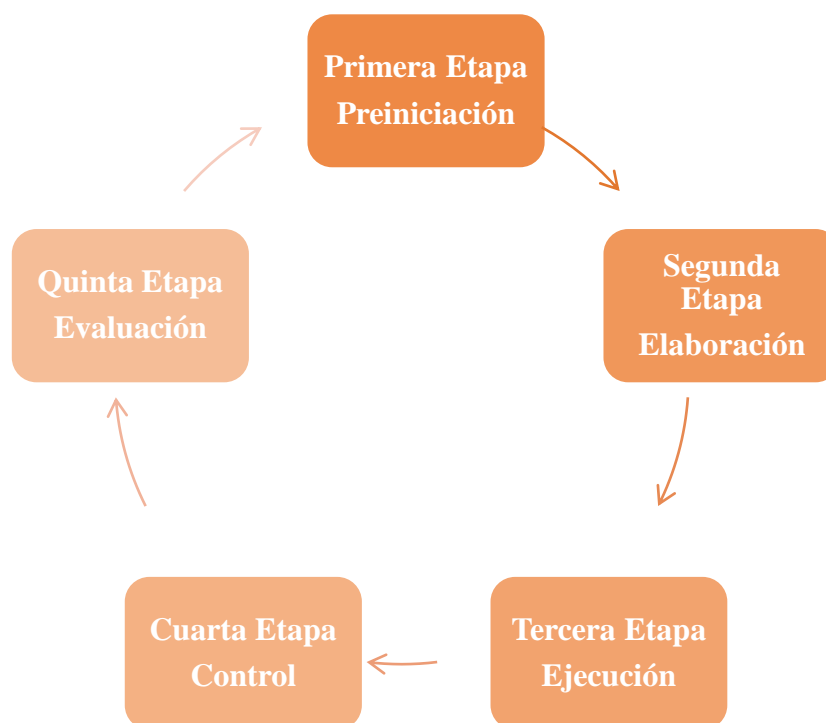 Primera Etapa
Preiniciación
Segunda
Etapa
Elaboración
Tercera Etapa
Ejecución
Cuarta Etapa
Control
Quinta Etapa
Evaluación